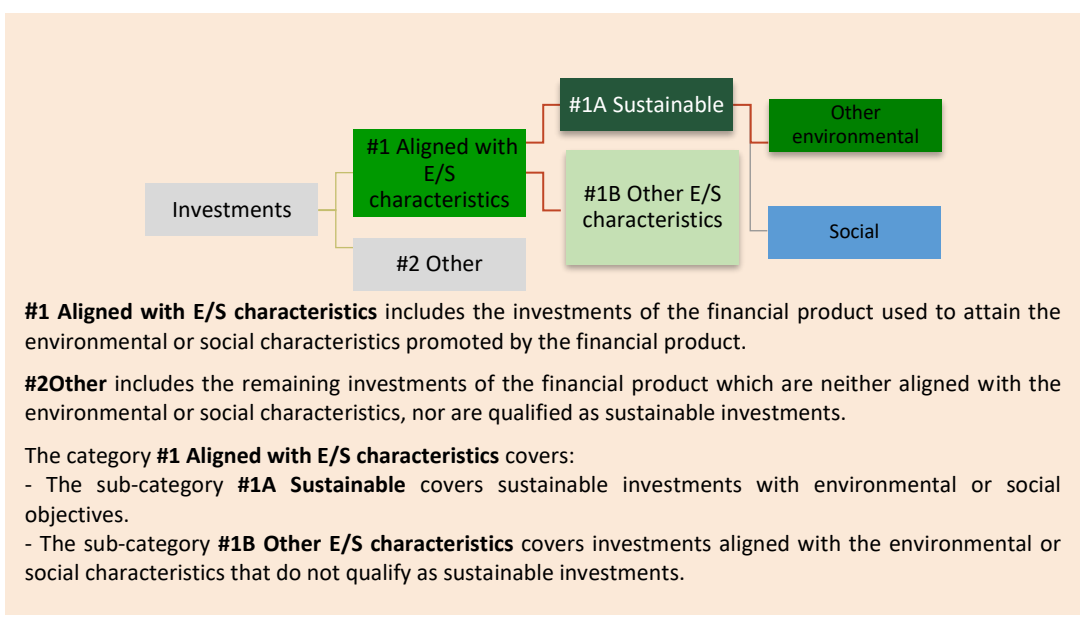 #1A Sustainable
Other
environmental
#1 Aligned with
E/S
characteristics
#1B Other E/S
characteristics
Investments
Social
#2 Other
#1 Aligned with E/S characteristics includes the investments of the financial product used to attain the
environmental or social characteristics promoted by the financial product.
#2Other includes the remaining investments of the financial product which are neither aligned with the
environmental or social characteristics, nor are qualified as sustainable investments.
The category #1 Aligned with E/S characteristics covers:
- The sub-category #1A Sustainable covers sustainable investments with environmental or social
objectives.
- The sub-category #1B Other E/S characteristics covers investments aligned with the environmental or
social characteristics that do not qualify as sustainable investments.